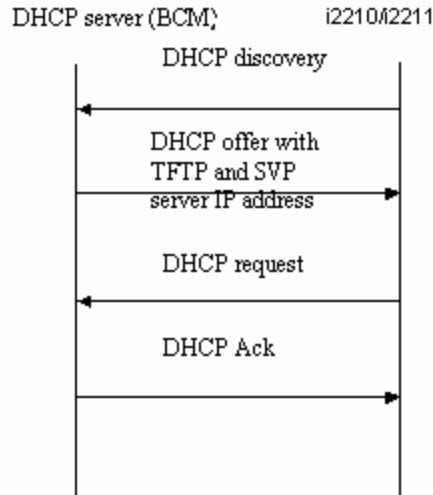 DHCP server (BCM) i2210/i2211
DHCP discovery
DHCP offer with
TFTP and SVP
server IP address
DHCP request
DHCP Ack